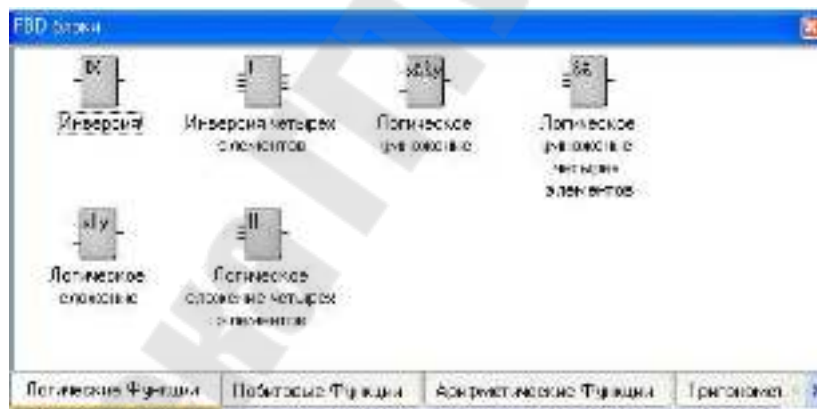 FBD блоки
!X
Инверсия
!
Инверсия четырех
элементов
x&&y
Логическое
умножение
&&
Логическое
умножение
четырех
элементов
x||y
Логическое
сложение
||
Логическое
сложение четырех
элементов
Логические Функции
Побитовые Функции
Арифметические Функции
Тригономет